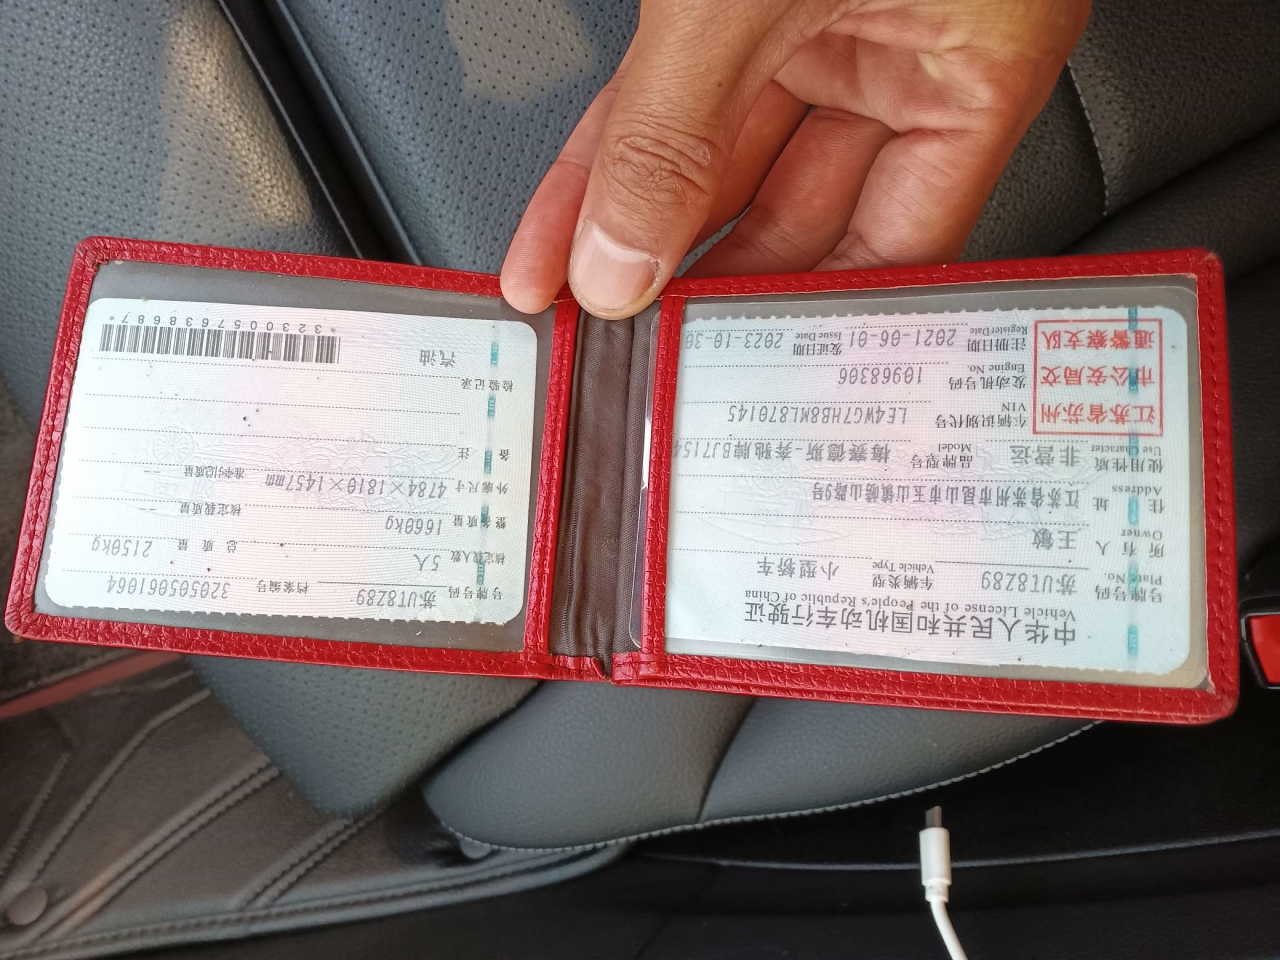 中华人民共和国机动车行驶证
Vehicle License of the People's Republic of China
号牌号码 苏UT8Z89 车辆类型 小型轿车
Plate No. Vehicle Type
所有人 王敏
Owner
住址 江苏省苏州市昆山市玉山镇崂山路9号
Address
使用性质 非营运 品牌型号 梅赛德斯-奔驰牌BJ7154
Use Character Model
江苏省苏州
市公安局交
通警察支队
车辆识别代号 LE4WG7HB8ML870145
VIN
发动机号码 10968306
Engine No.
注册日期 2021-06-01 发证日期 2023-10-30
Register Date Issue Date
号牌号码 苏UT8Z89 档案编号 320505061064
核定载人数 5人 总质量 2150kg
整备质量 1660kg 核定载质量 --
外廓尺寸 4784×1810×1457mm 准牵引总质量 --
备注
检验记录
汽油
*3230057638687*